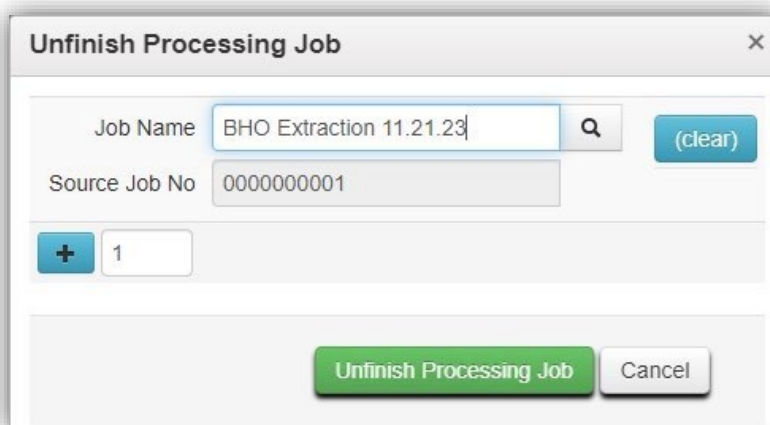 Unfinish Processing Job ×
Job Name BHO Extraction 11.21.23 (clear)
Source Job No 0000000001
+ 1
Unfinish Processing Job Cancel